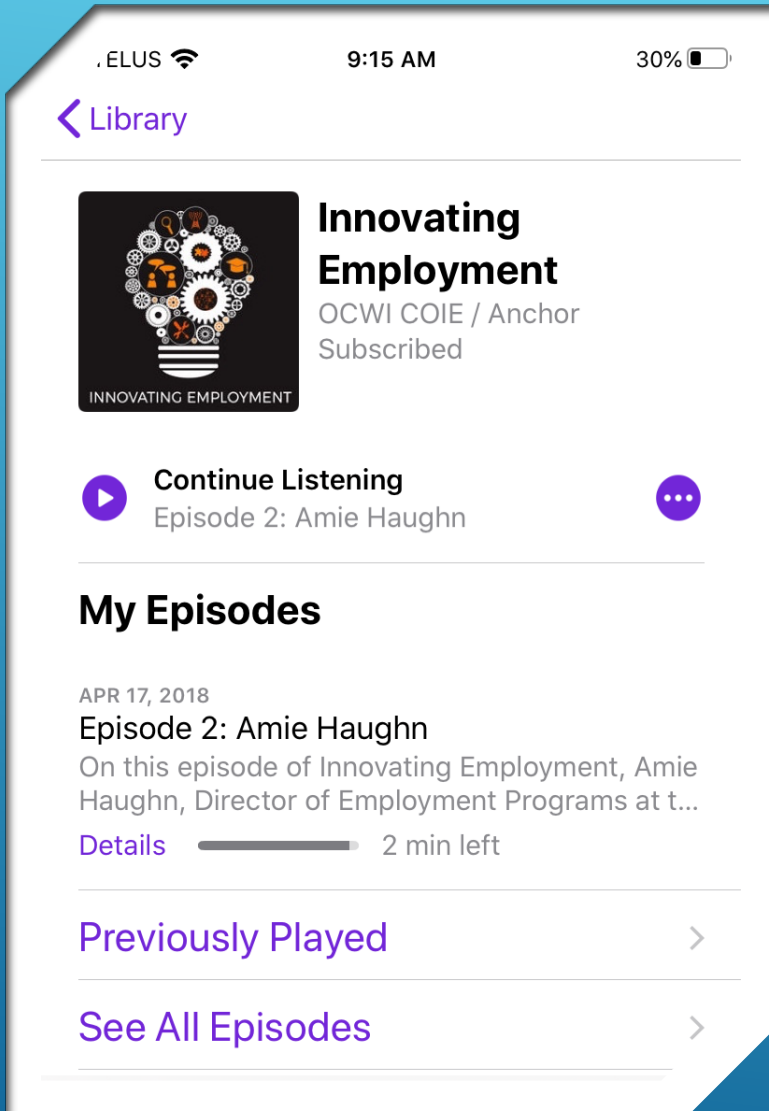 ELUS 9:15 AM 30%
Library
Innovating
Employment
OCWI COIE / Anchor
Subscribed
INNOVATING EMPLOYMENT
Continue Listening
Episode 2: Amie Haughn
My Episodes
APR 17, 2018
Episode 2: Amie Haughn
On this episode of Innovating Employment, Amie
Haughn, Director of Employment Programs at t...
Details 2 min left
Previously Played
See All Episodes